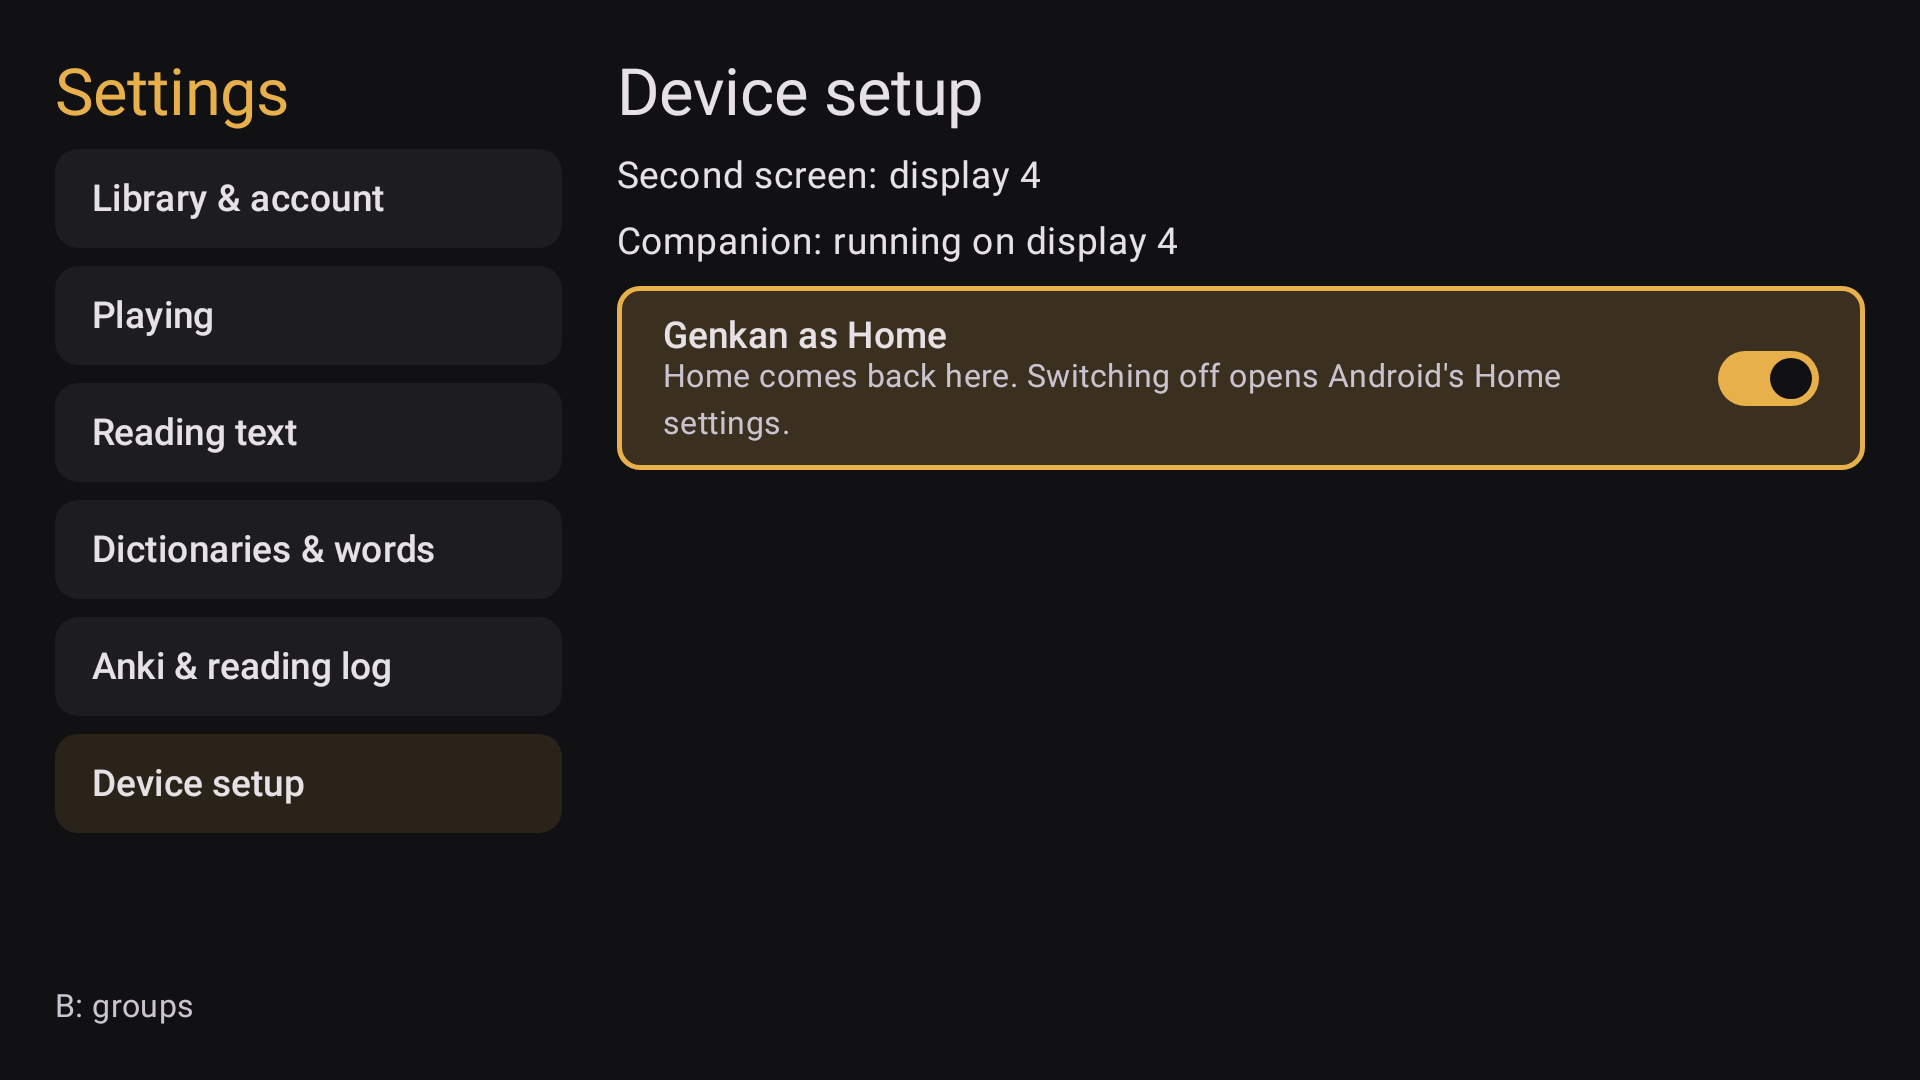 Settings
Library & account
Playing
Reading text
Dictionaries & words
Anki & reading log
Device setup
B: groups
Device setup
Second screen: display 4
Companion: running on display 4
Genkan as Home
Home comes back here. Switching off opens Android's Home
settings.